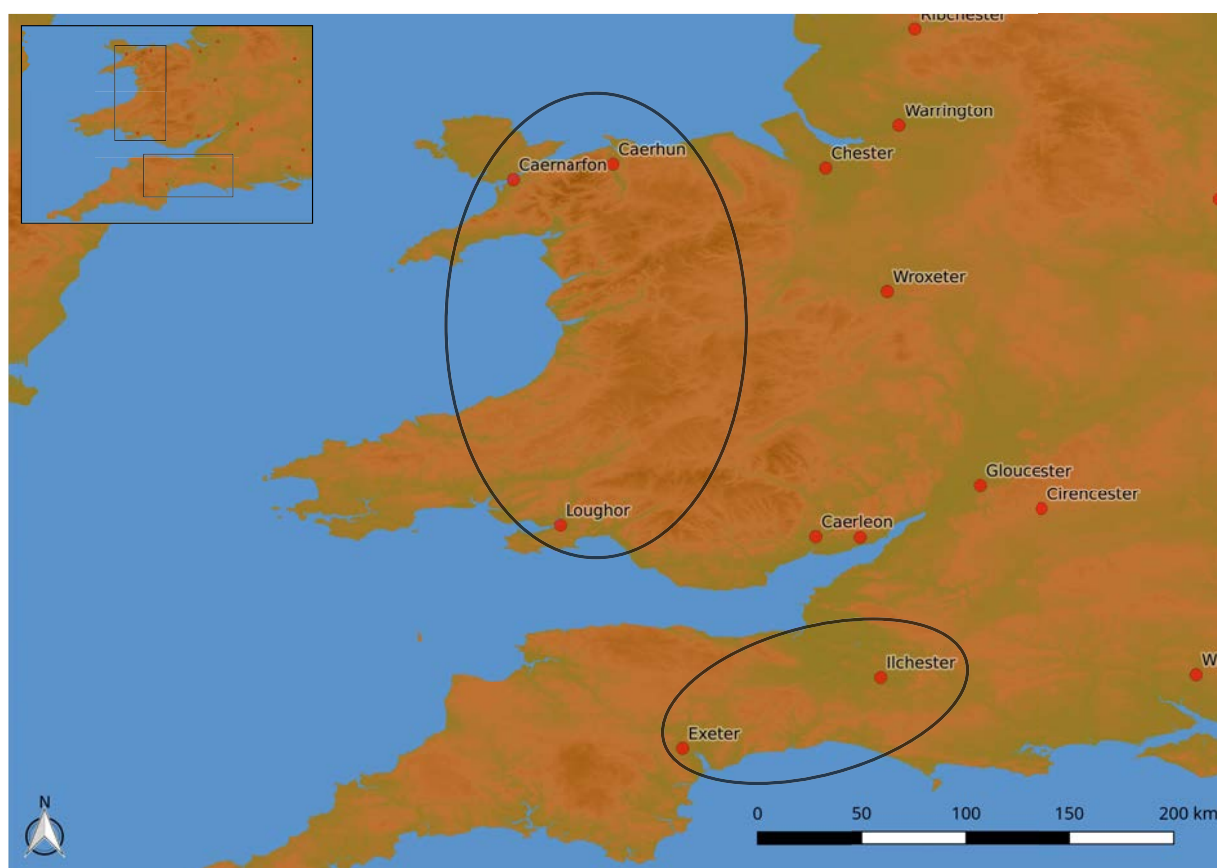 Ribchester
Warrington
Caernarfon
Caerhun
Chester
Wroxeter
Gloucester
Cirencester
Loughor
Caerleon
Ilchester
W
Exeter
N
0 50 100 150 200 km